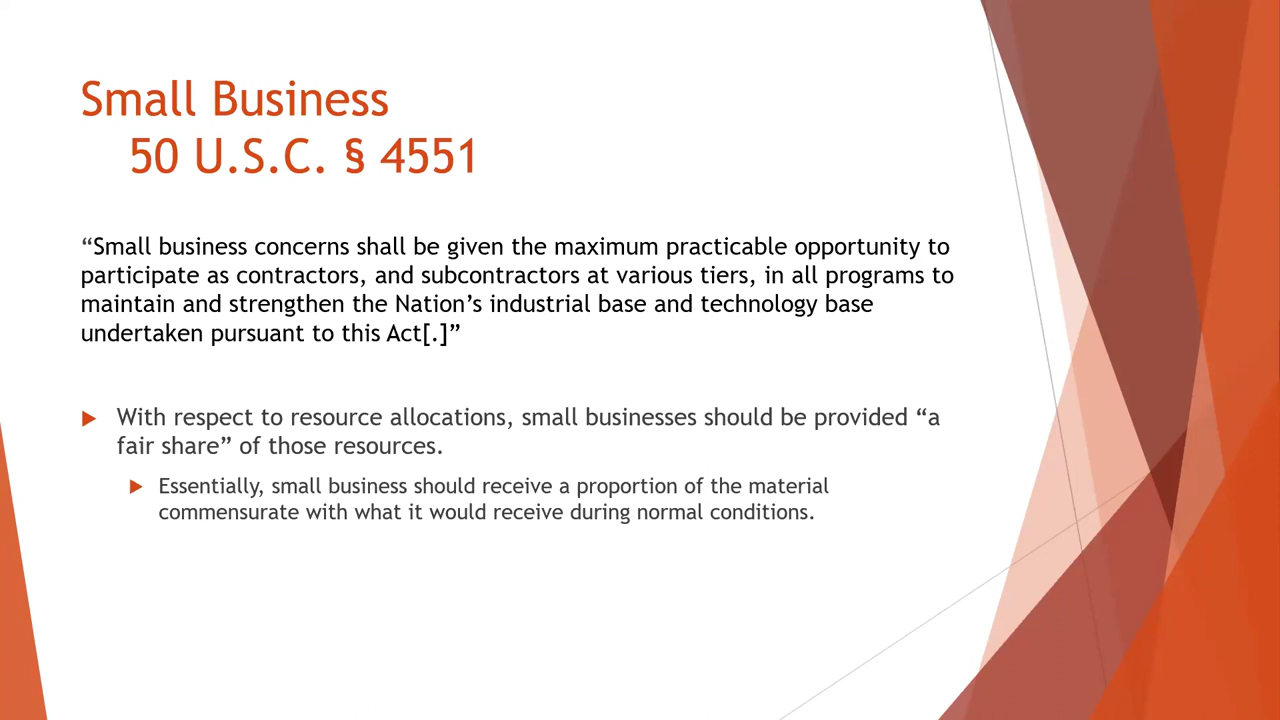 Small Business
50 U.S.C. § 4551
“Small business concerns shall be given the maximum practicable opportunity to
participate as contractors, and subcontractors at various tiers, in all programs to
maintain and strengthen the Nation’s industrial base and technology base
undertaken pursuant to this Act[.]”
With respect to resource allocations, small businesses should be provided “a
fair share” of those resources.
Essentially, small business should receive a proportion of the material
commensurate with what it would receive during normal conditions.